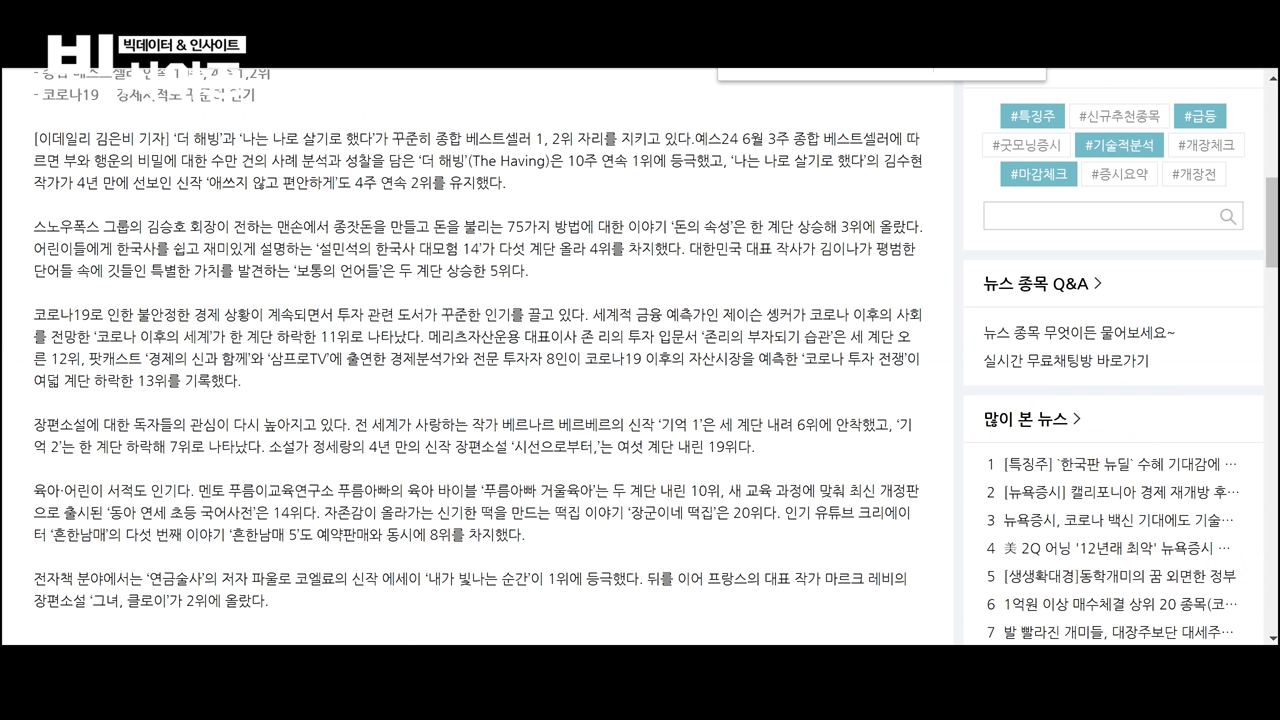 빅데이터 & 인사이트
- 코로나19
[이데일리 김은비 기자] ‘더 해빙’과 ‘나는 나로 살기로 했다’가 꾸준히 종합 베스트셀러 1, 2위 자리를 지키고 있다.예스24 6월 3주 종합 베스트셀러에 따
르면 부와 행운의 비밀에 대한 수만 건의 사례 분석과 성찰을 담은 ‘더 해빙’(The Having)은 10주 연속 1위에 등극했고, ‘나는 나로 살기로 했다’의 김수현
작가가 4년 만에 선보인 신작 ‘애쓰지 않고 편안하게’도 4주 연속 2위를 유지했다.
스노우폭스 그룹의 김승호 회장이 전하는 맨손에서 종잣돈을 만들고 돈을 불리는 75가지 방법에 대한 이야기 ‘돈의 속성’은 한 계단 상승해 3위에 올랐다.
어린이들에게 한국사를 쉽고 재미있게 설명하는 ‘설민석의 한국사 대모험 14’가 다섯 계단 올라 4위를 차지했다. 대한민국 대표 작사가 김이나가 평범한
단어들 속에 깃들인 특별한 가치를 발견하는 ‘보통의 언어들’은 두 계단 상승한 5위다.
코로나19로 인한 불안정한 경제 상황이 계속되면서 투자 관련 도서가 꾸준한 인기를 끌고 있다. 세계적 금융 예측가인 제이슨 솅커가 코로나 이후의 사회
를 전망한 ‘코로나 이후의 세계’가 한 계단 하락한 11위로 나타났다. 메리츠자산운용 대표이사 존 리의 투자 입문서 ‘존리의 부자되기 습관’은 세 계단 오
른 12위, 팟캐스트 ‘경제의 신과 함께’와 ‘삼프로TV’에 출연한 경제분석가와 전문 투자자 8인이 코로나19 이후의 자산시장을 예측한 ‘코로나 투자 전쟁’이
여덟 계단 하락한 13위를 기록했다.
장편소설에 대한 독자들의 관심이 다시 높아지고 있다. 전 세계가 사랑하는 작가 베르나르 베르베르의 신작 ‘기억 1’은 세 계단 내려 6위에 안착했고, ‘기
억 2’는 한 계단 하락해 7위로 나타났다. 소설가 정세랑의 4년 만의 신작 장편소설 ‘시선으로부터,’는 여섯 계단 내린 19위다.
육아·어린이 서적도 인기다. 멘토 푸름이교육연구소 푸름아빠의 육아 바이블 ‘푸름아빠 거울육아’는 두 계단 내린 10위, 새 교육 과정에 맞춰 최신 개정판
으로 출시된 ‘동아 연세 초등 국어사전’은 14위다. 자존감이 올라가는 신기한 떡을 만드는 떡집 이야기 ‘장군이네 떡집’은 20위다. 인기 유튜브 크리에이
터 ‘흔한남매’의 다섯 번째 이야기 ‘흔한남매 5’도 예약판매와 동시에 8위를 차지했다.
전자책 분야에서는 ‘연금술사’의 저자 파울로 코엘료의 신작 에세이 ‘내가 빛나는 순간’이 1위에 등극했다. 뒤를 이어 프랑스의 대표 작가 마르크 레비의
장편소설 ‘그녀, 클로이’가 2위에 올랐다.
#특징주 #신규추천종목 #급등
#굿모닝증시 #기술적분석 #개장체크
#마감체크 #증시요약 #개장전
뉴스 종목 Q&A >
뉴스 종목 무엇이든 물어보세요~
실시간 무료채팅방 바로가기
많이 본 뉴스 >
1 [특징주] `한국판 뉴딜` 수혜 기대감에 …
2 [뉴욕증시] 캘리포니아 경제 재개방 후…
3 뉴욕증시, 코로나 백신 기대에도 기술…
4 美 2Q 어닝 '12년래 최악' 뉴욕증시 …
5 [생생확대경]동학개미의 꿈 외면한 정부
6 1억원 이상 매수체결 상위 20 종목(코…
7 발 빨라진 개미들, 대장주보단 대세주…